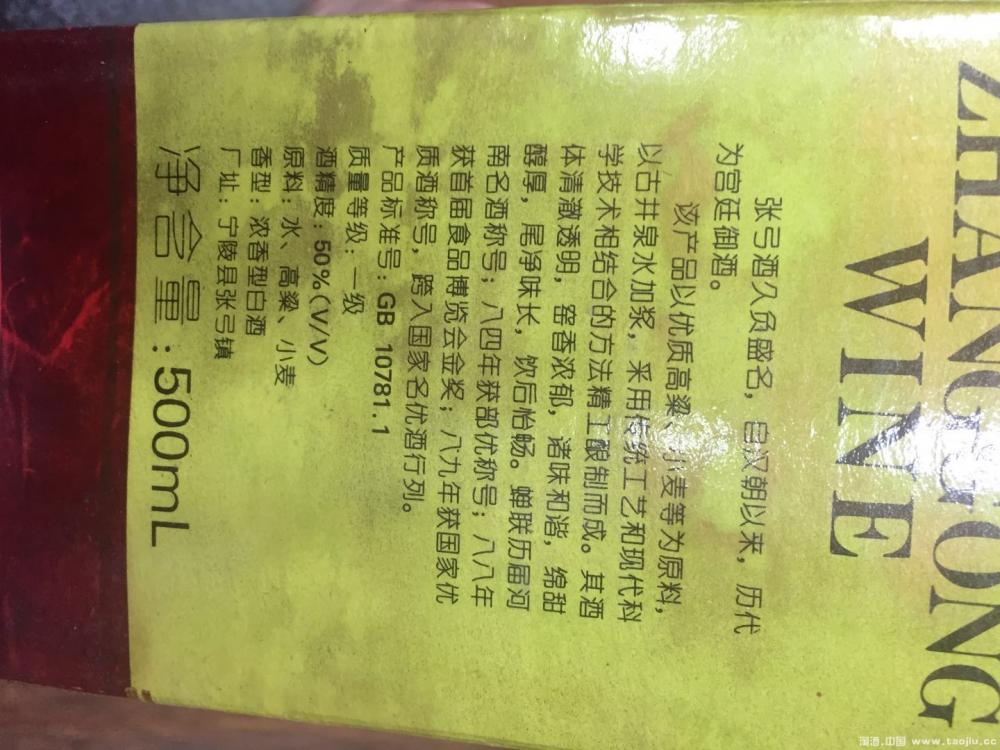 ZHANGGONG
WINE
张弓酒久负盛名，自汉朝以来，历代
为宫廷御酒。
该产品以优质高粱、小麦等为原料，
以古井泉水加浆，采用传统工艺和现代科
学技术相结合的方法精工酿制而成。其酒
体清澈透明，窖香浓郁，诸味和谐，绵甜
醇厚，尾净味长，饮后怡畅。蝉联历届河
南名酒称号；八四年获部优称号；八八年
获首届食品博览会金奖；八九年获国家优
质酒称号，跨入国家名优酒行列。
产品标准号：GB 10781.1
质量等级：一级
酒精度：50%(V/V)
原料：水、高粱、小麦
香型：浓香型白酒
厂址：宁陵县张弓镇
净含量：500mL
淘酒.中国 www.taojiu.cc